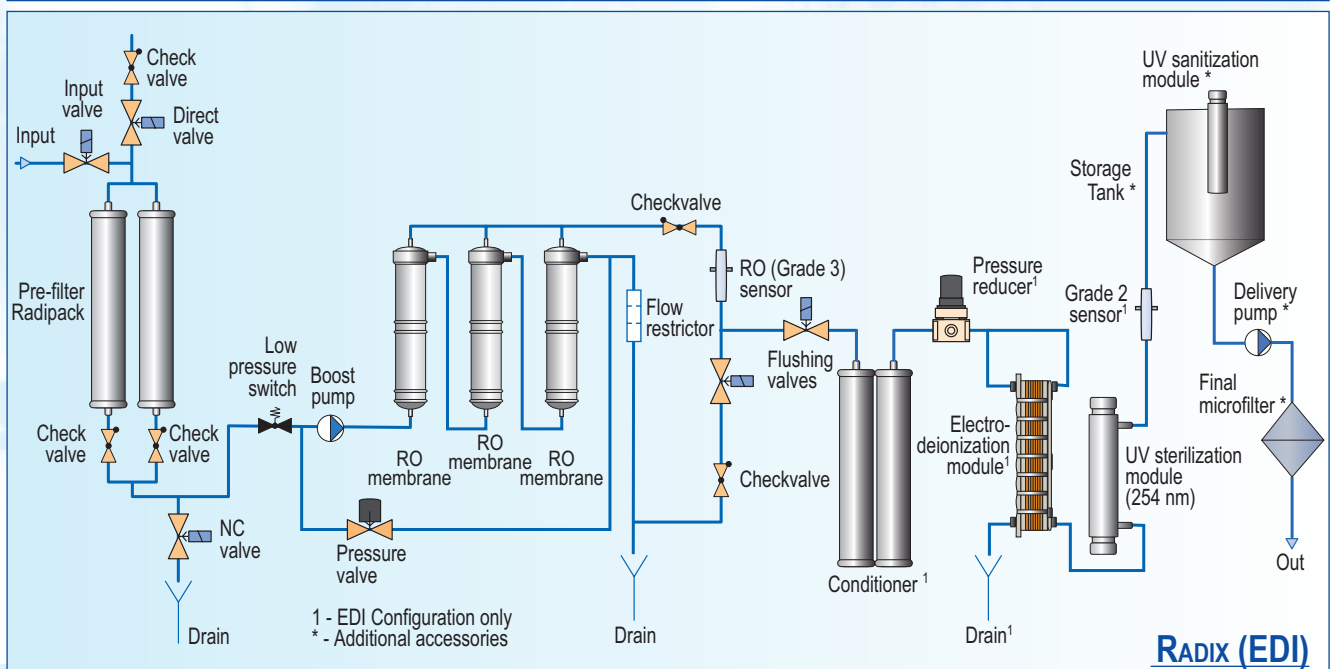 Check
valve
Input
valve
Direct
valve
Input
Pre-filter
Radipack
Check
valve
Check
valve
NC
valve
Drain
Low
pressure
switch
Boost
pump
RO
membrane
RO
membrane
RO
membrane
Pressure
valve
1 - EDI Configuration only
* - Additional accessories
Checkvalve
RO (Grade 3)
sensor
Flow
restrictor
Flushing
valves
Checkvalve
Drain
Conditioner 1
Pressure
reducer1
Electro-
deionization
module1
Drain1
UV sterilization
module
(254 nm)
Grade 2
sensor1
UV sanitization
module *
Storage
Tank *
Delivery
pump *
Final
microfilter *
Out
RADIX (EDI)